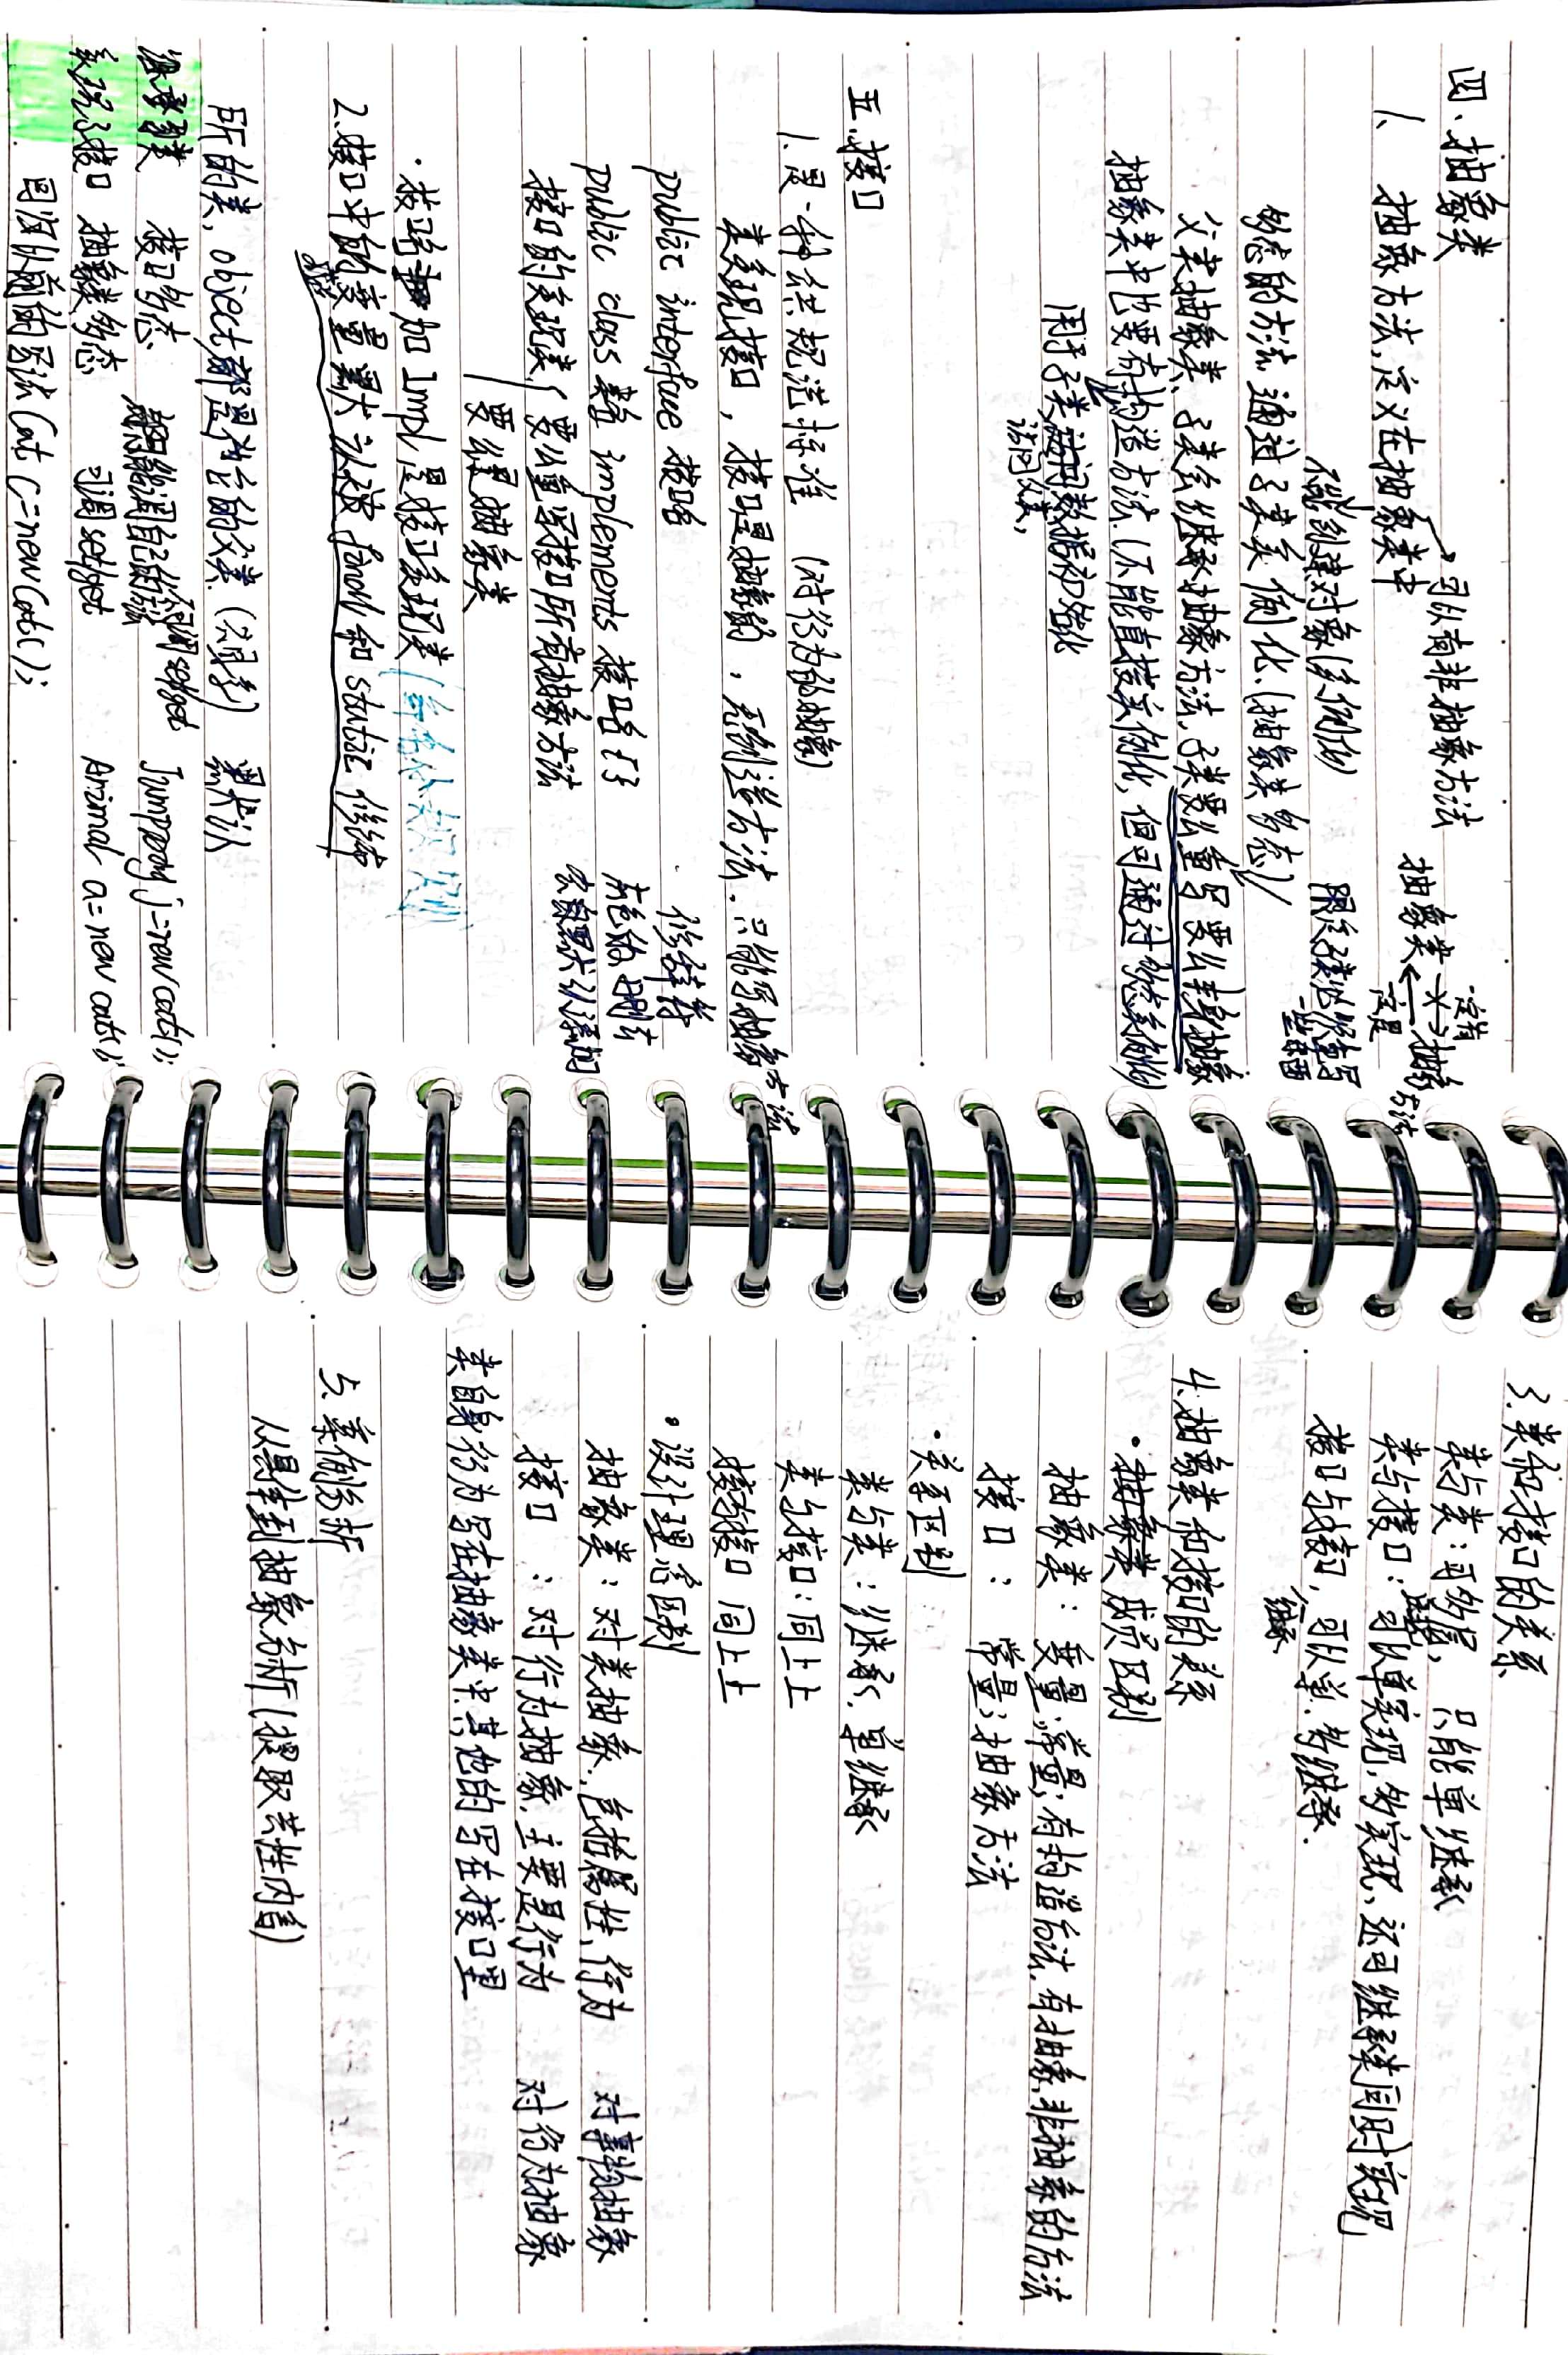 四、抽象类
→可以有非抽象方法
1、抽象方法,定义在抽象类中
抽象类 一定有 抽象方法
一定是
不能创建对象(实例化)
限定子类必须重写一些东西
多态的方法 通过子类实例化.(抽象类多态)
父类抽象类、子类会继承抽象方法,子类要么重写 要么本身抽象
抽象类中也要有构造方法.(不能直接实例化,但可通过多态实例化)
用于子类访问数据初始化
访问父类,
五.接口
1.是一种公共规范标准 (对行为的抽象)
类实现接口,接口是抽象的,无创造方法.只能写抽象方法
public interface 接口名
修辞符
public class 类名 implements 接口名 { }
灰色的可删去
会自默认添加
接口的实现类 要么重写接口所有抽象方法
要么是抽象类
·接口名 加 Impl 是接口实现类
2.接口中的变量默认被 final 和 static 修饰
所的类, object都是为它的父类. 默认
继承了类 接口多态 都只能调自己的方法 不可调set/get Jumpping j=new cat();
实现了接口 抽象类多态 可调set/get Animal a=new cat();
回归以前的写法 Cat c=new Cat();
3.类和接口的关系
类与类:可多层, 只能单继承
类与接口: 可以单实现,多实现、还可继承类同时实现
实现
接口与接口,可以单.多继承.
继承
4.抽象类和接口的关系
·抽象类成员区别
抽象类: 变量;常量;有构造方法.有抽象,非抽象的方法
接口: 常量;抽象方法
·关系区别
类与类:继承.单继承
类与接口:同上上
接口与接口 同上上
·设计理念区别
抽象类:对类抽象.,包括属性、行为 对事物抽象
接口 :对行为抽象.主要是行为 对行为抽象
类自身行为写在抽象类中.其他的写在接口里
5.案例分析
从具体到抽象分析(提取共性内容)